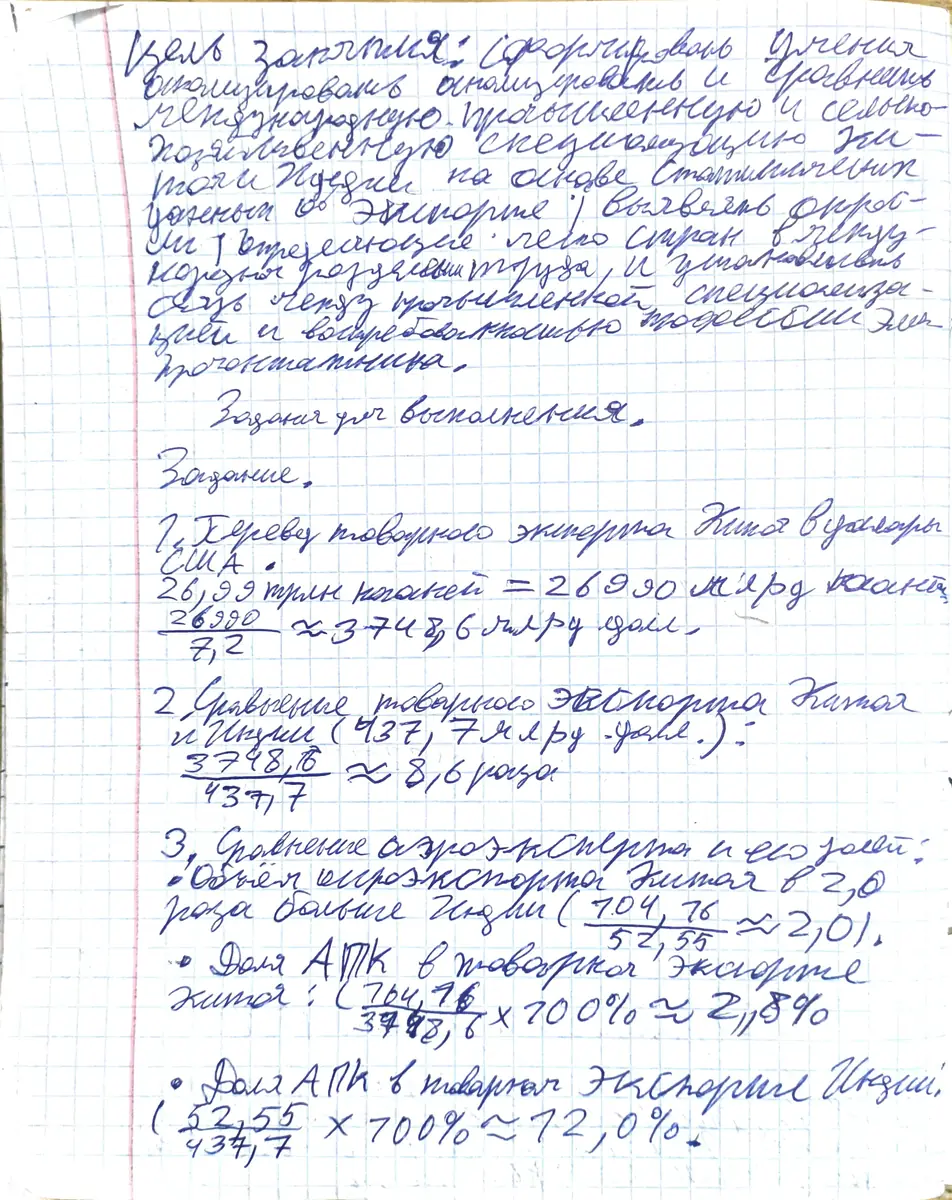 Цель занятия: сформировать умения
анализировать анализировать и сравнивать
международную промышленную и сельско-
хозяйственную специализацию Ки-
тая и Индии на основе статистических
данных об экспорте, выявлять отрас-
ли, определяющие место стран в между-
народном разделении труда, и устанавливать
связь между промышленной специализа-
цией и востребованностью профессии элек-
тромонтажника.
Задания для выполнения.
Задание.
1. Перевод товарного экспорта Китая в доллары
США.
26,99 трлн юаней = 26990 млрд юаней
26990 / 7,2 ≈ 3748,6 млрд долл.
2. Сравнение товарного экспорта Китая
и Индии (437,7 млрд долл.):
3748,6 / 437,7 ≈ 8,6 раза
3. Сравнение агроэкспорта и его долей:
• Объём агроэкспорта Китая в 2,0
раза больше Индии (104,16 / 52,55 ≈ 2,0).
• Доля АПК в товарном экспорте
Китая: (104,16 / 3748,6 × 100% ≈ 2,8%
• Доля АПК в товарном экспорте Индии.
(52,55 / 437,7 × 100% ≈ 12,0%.